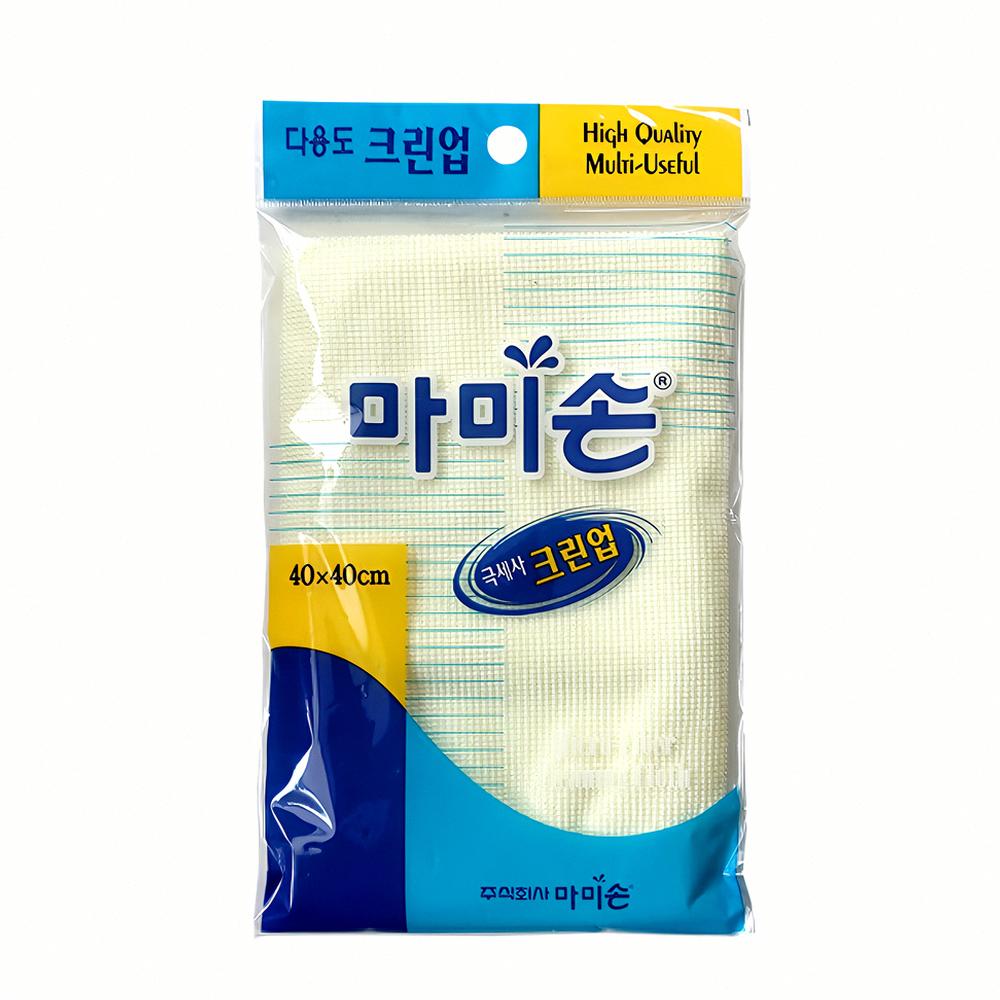 다용도 크린업
High Quality
Multi-Useful
마미손®
극세사 크린업
40×40cm
주식회사 마미손